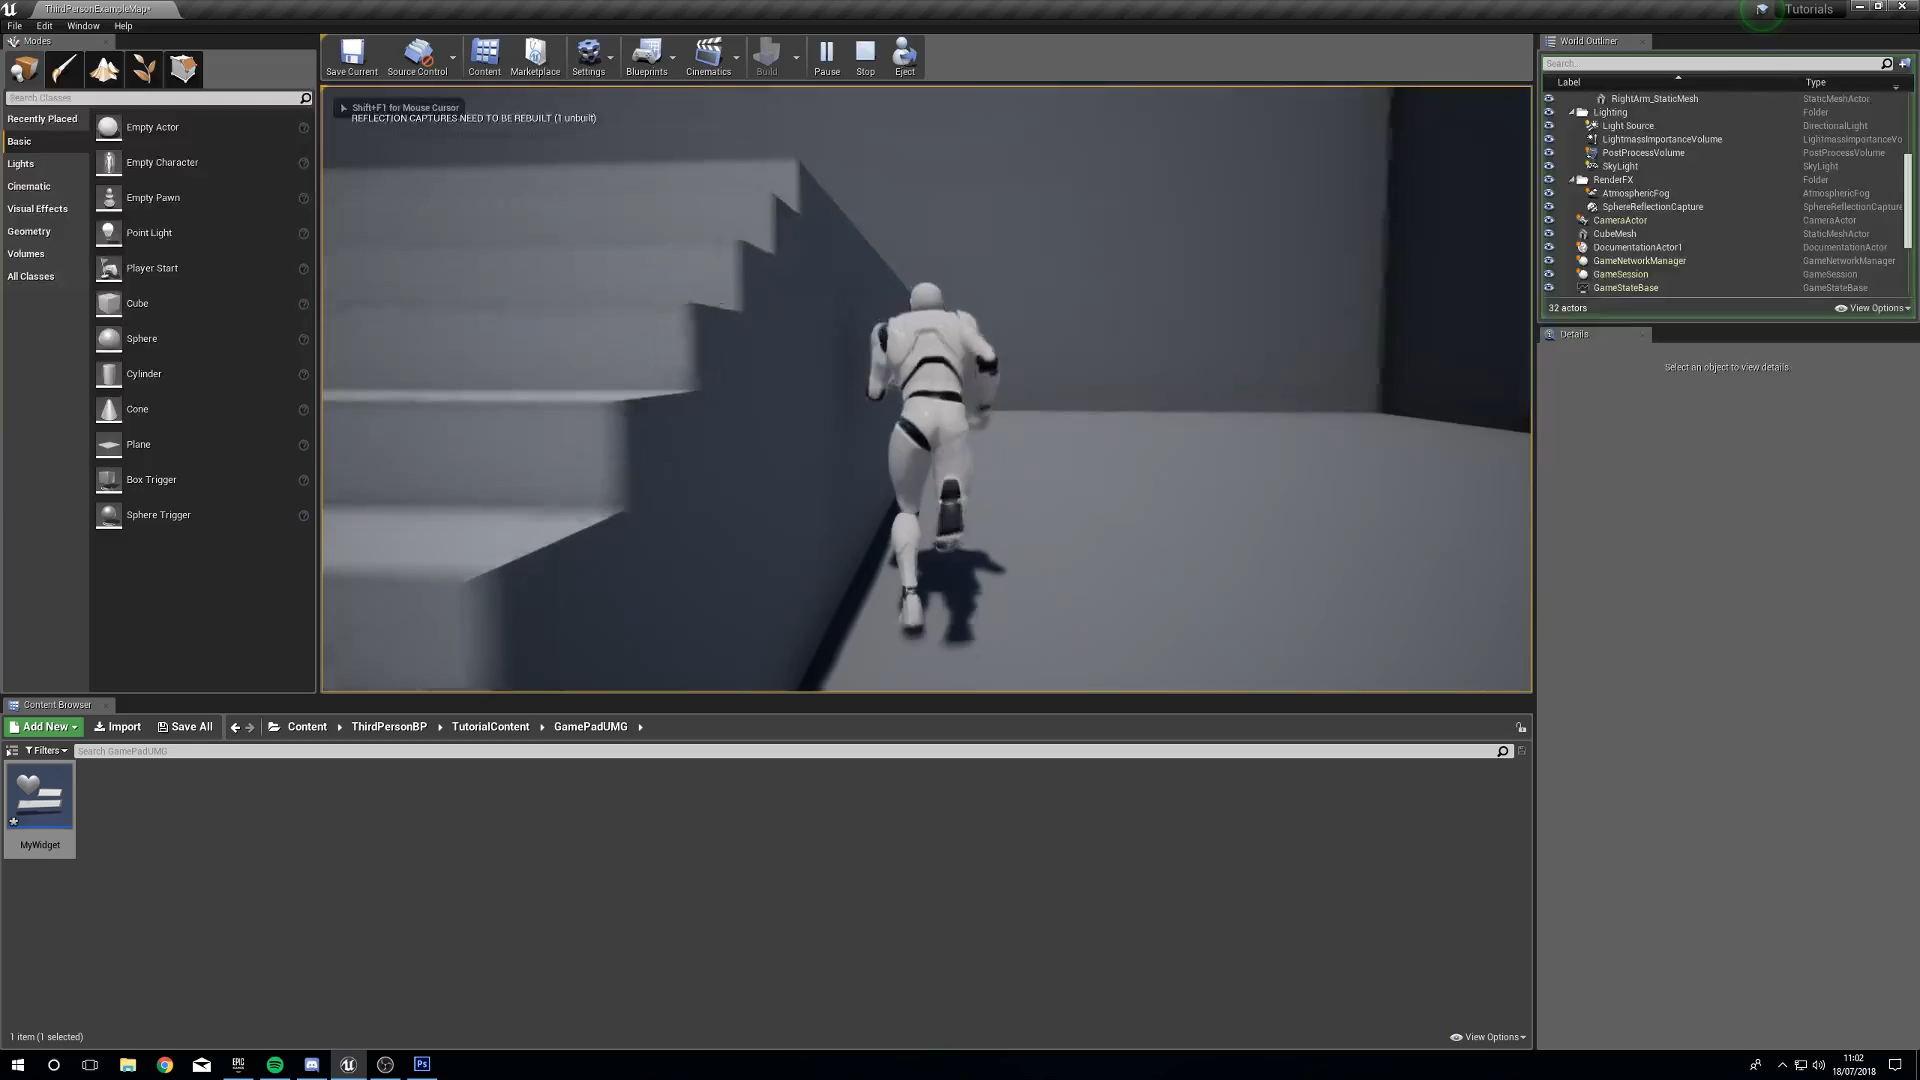 ThirdPersonExampleMap*
Tutorials
File Edit Window Help
Modes
Search Classes
Recently Placed
Basic
Lights
Cinematic
Visual Effects
Geometry
Volumes
All Classes
Empty Actor
Empty Character
Empty Pawn
Point Light
Player Start
Cube
Sphere
Cylinder
Cone
Plane
Box Trigger
Sphere Trigger
Save Current Source Control Content Marketplace Settings Blueprints Cinematics Build Pause Stop Eject
Shift+F1 for Mouse Cursor
REFLECTION CAPTURES NEED TO BE REBUILT (1 unbuilt)
World Outliner
Search...
Label Type
RightArm_StaticMesh StaticMeshActor
Lighting Folder
Light Source DirectionalLight
LightmassImportanceVolume LightmassImportanceVo
PostProcessVolume PostProcessVolume
SkyLight SkyLight
RenderFX Folder
AtmosphericFog AtmosphericFog
SphereReflectionCapture SphereReflectionCapture
CameraActor CameraActor
CubeMesh StaticMeshActor
DocumentationActor1 DocumentationActor
GameNetworkManager GameNetworkManager
GameSession GameSession
GameStateBase GameStateBase
32 actors View Options
Details
Select an object to view details
Content Browser
Add New Import Save All Content ThirdPersonBP TutorialContent GamePadUMG
Filters Search GamePadUMG
MyWidget
1 item (1 selected) View Options
EPIC
GAMES
Ps
11:02
18/07/2018